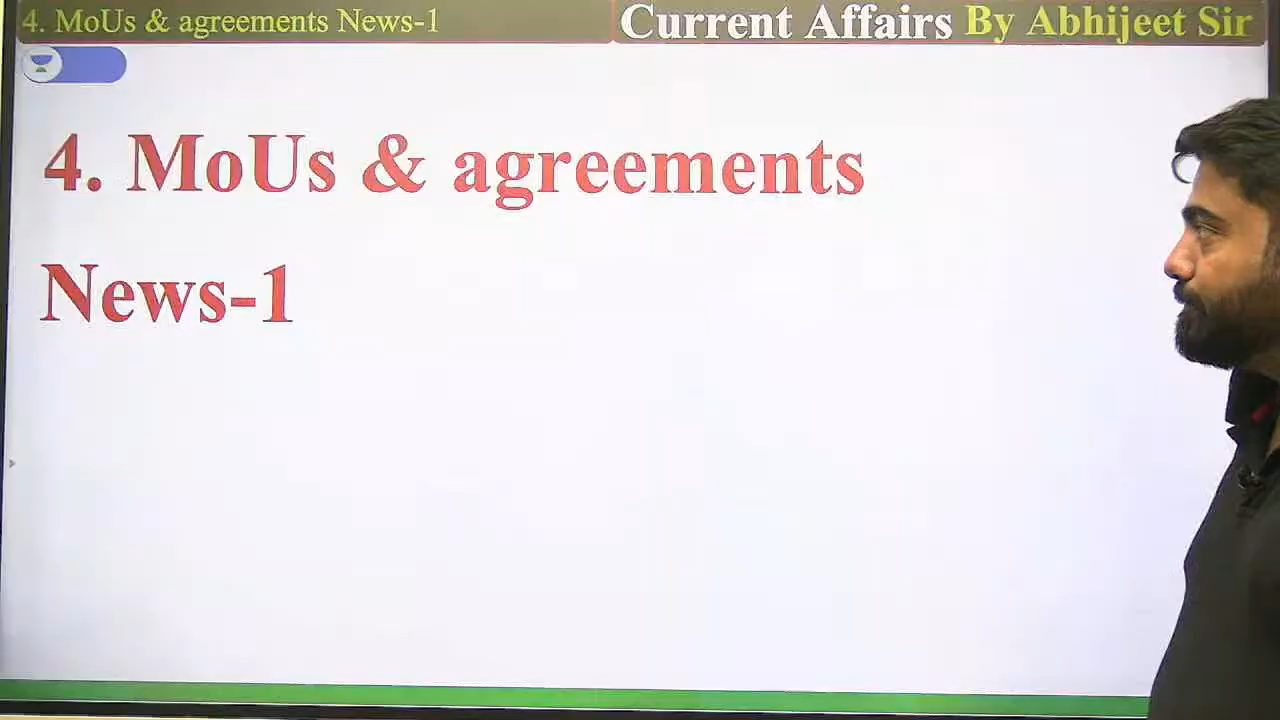 4. MoUs & agreements News-1
Current Affairs By Abhijeet Sir
4. MoUs & agreements
News-1